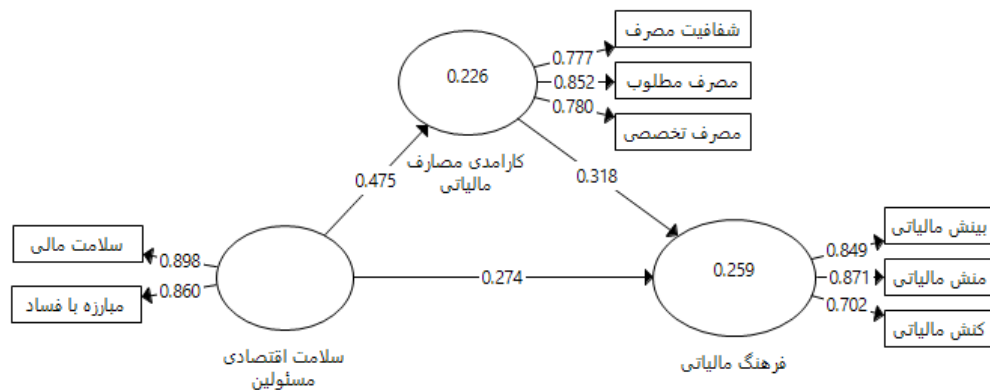 شفافیت مصرف
0.777
0.226
0.852
مصرف مطلوب
0.780
مصرف تخصصی
کارامدی مصارف
مالیاتی
0.475
0.318
سلامت مالی
0.898
0.860
مبارزه با فساد
0.274
0.259
بینش مالیاتی
0.849
0.871
منش مالیاتی
0.702
کنش مالیاتی
سلامت اقتصادی
مسئولین
فرهنگ مالیاتی